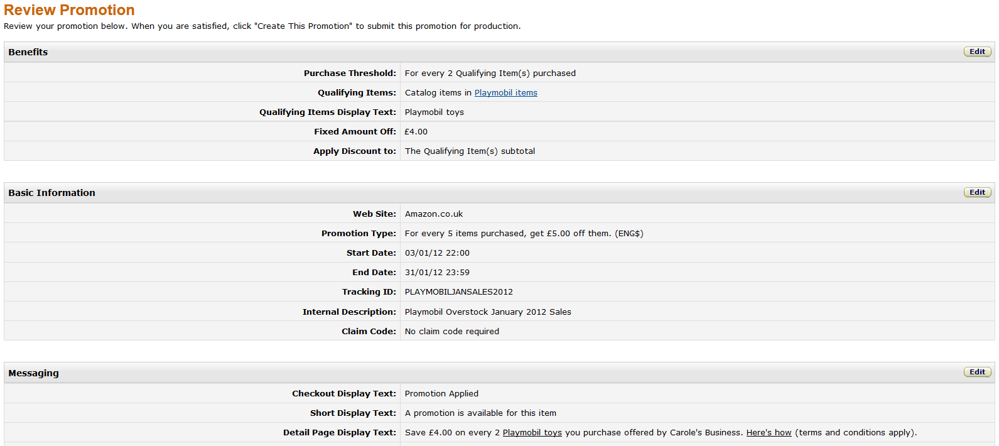 Review Promotion
Review your promotion below. When you are satisfied, click "Create This Promotion" to submit this promotion for production.
Benefits Edit
Purchase Threshold: For every 2 Qualifying Item(s) purchased
Qualifying Items: Catalog items in Playmobil items
Qualifying Items Display Text: Playmobil toys
Fixed Amount Off: £4.00
Apply Discount to: The Qualifying Item(s) subtotal
Basic Information Edit
Web Site: Amazon.co.uk
Promotion Type: For every 5 items purchased, get £5.00 off them. (ENG$)
Start Date: 03/01/12 22:00
End Date: 31/01/12 23:59
Tracking ID: PLAYMOBILJANSALES2012
Internal Description: Playmobil Overstock January 2012 Sales
Claim Code: No claim code required
Messaging Edit
Checkout Display Text: Promotion Applied
Short Display Text: A promotion is available for this item
Detail Page Display Text: Save £4.00 on every 2 Playmobil toys you purchase offered by Carole's Business. Here's how (terms and conditions apply).